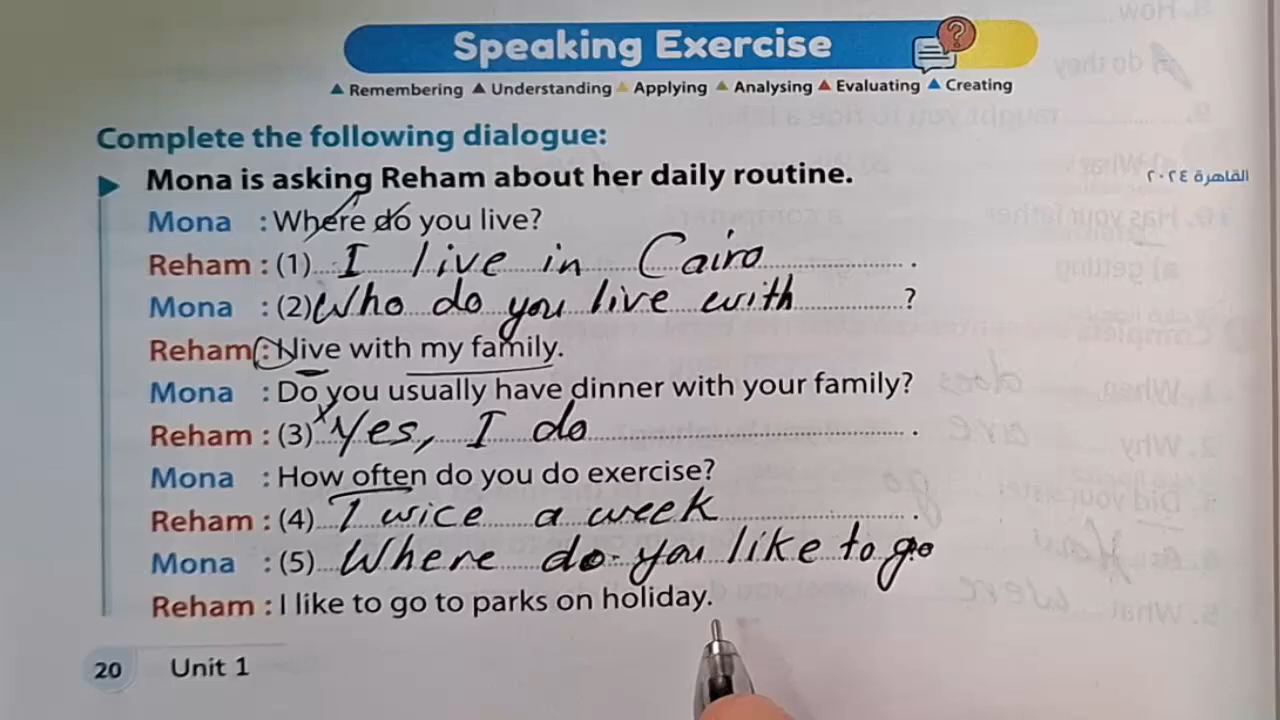 Speaking Exercise
Remembering Understanding Applying Analysing Evaluating Creating
Complete the following dialogue:
Mona is asking Reham about her daily routine.
القاهرة ٢٠٢٤
Mona : Where do you live?
Reham : (1) I live in Cairo .
Mona : (2) Who do you live with ?
Reham : I live with my family.
Mona : Do you usually have dinner with your family?
Reham : (3) Yes, I do .
Mona : How often do you do exercise?
Reham : (4) Twice a week .
Mona : (5) Where do you like to go
Reham : I like to go to parks on holiday.
20 Unit 1